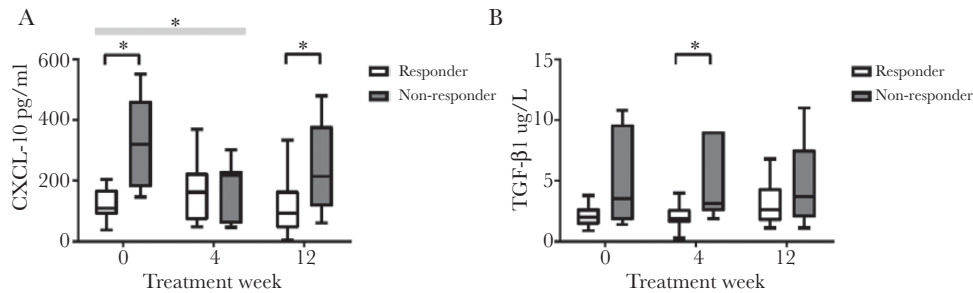 A
*
*
*
CXCL-10 pg/ml
600
400
200
0
0
4
12
Treatment week
Responder
Non-responder
B
*
TGF-β1 ug/L
15
10
5
0
0
4
12
Treatment week
Responder
Non-responder